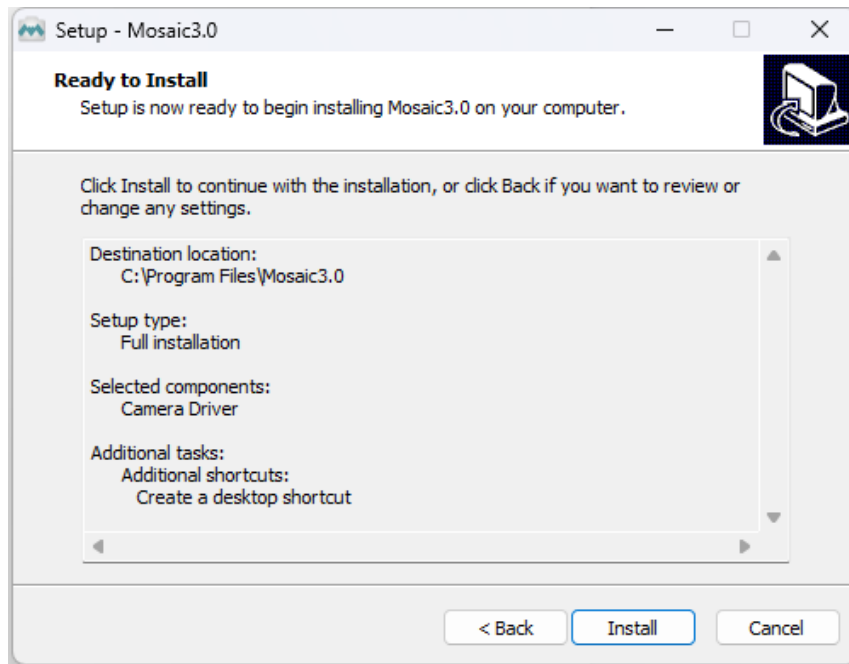 Setup - Mosaic3.0
Ready to Install
Setup is now ready to begin installing Mosaic3.0 on your computer.
Click Install to continue with the installation, or click Back if you want to review or
change any settings.
Destination location:
C:\Program Files\Mosaic3.0
Setup type:
Full installation
Selected components:
Camera Driver
Additional tasks:
Additional shortcuts:
Create a desktop shortcut
< Back Install Cancel